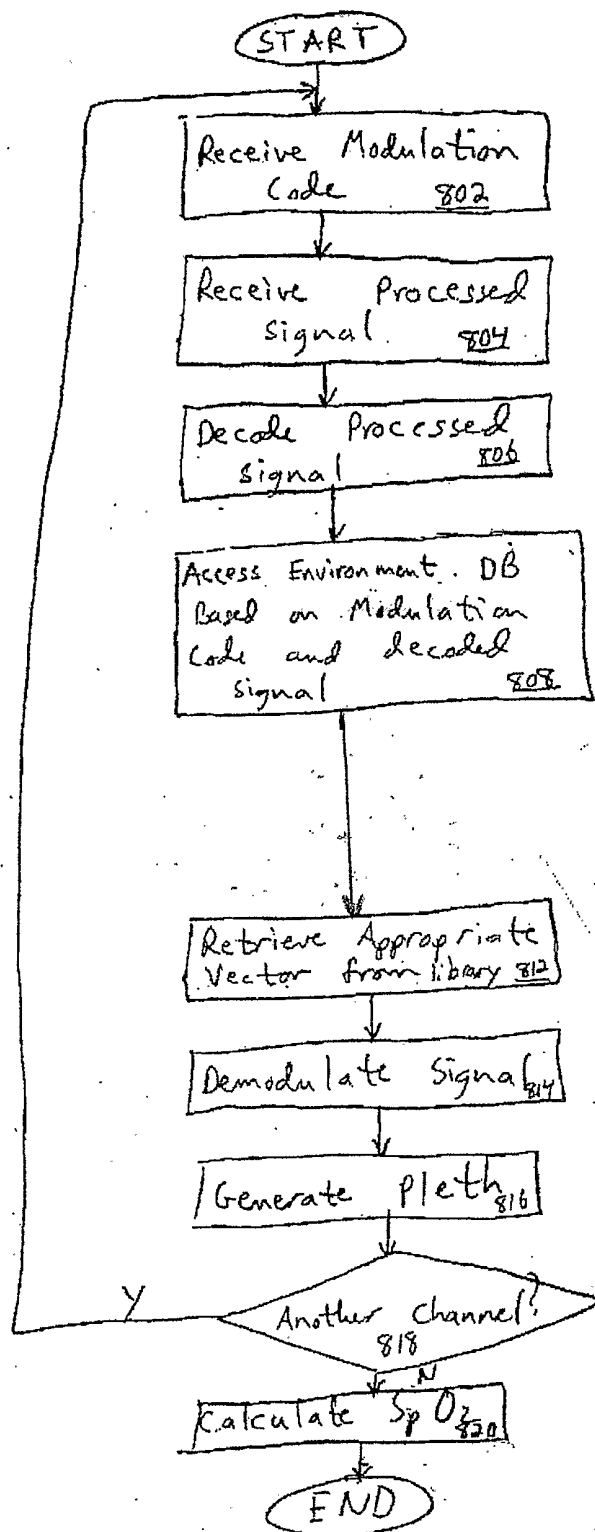 START
Receive Modulation
Code 802
Receive Processed
signal. 804
Decode Processed
signal 806
Access Environment. DB
Based on Modulation
Code and decoded
signal 808
Retrieve Appropriate
Vector from library 812
Demodulate Signal 814
Generate Pleth 816
Y
Another Channel?
818
N
Calculate SpO2 820
END